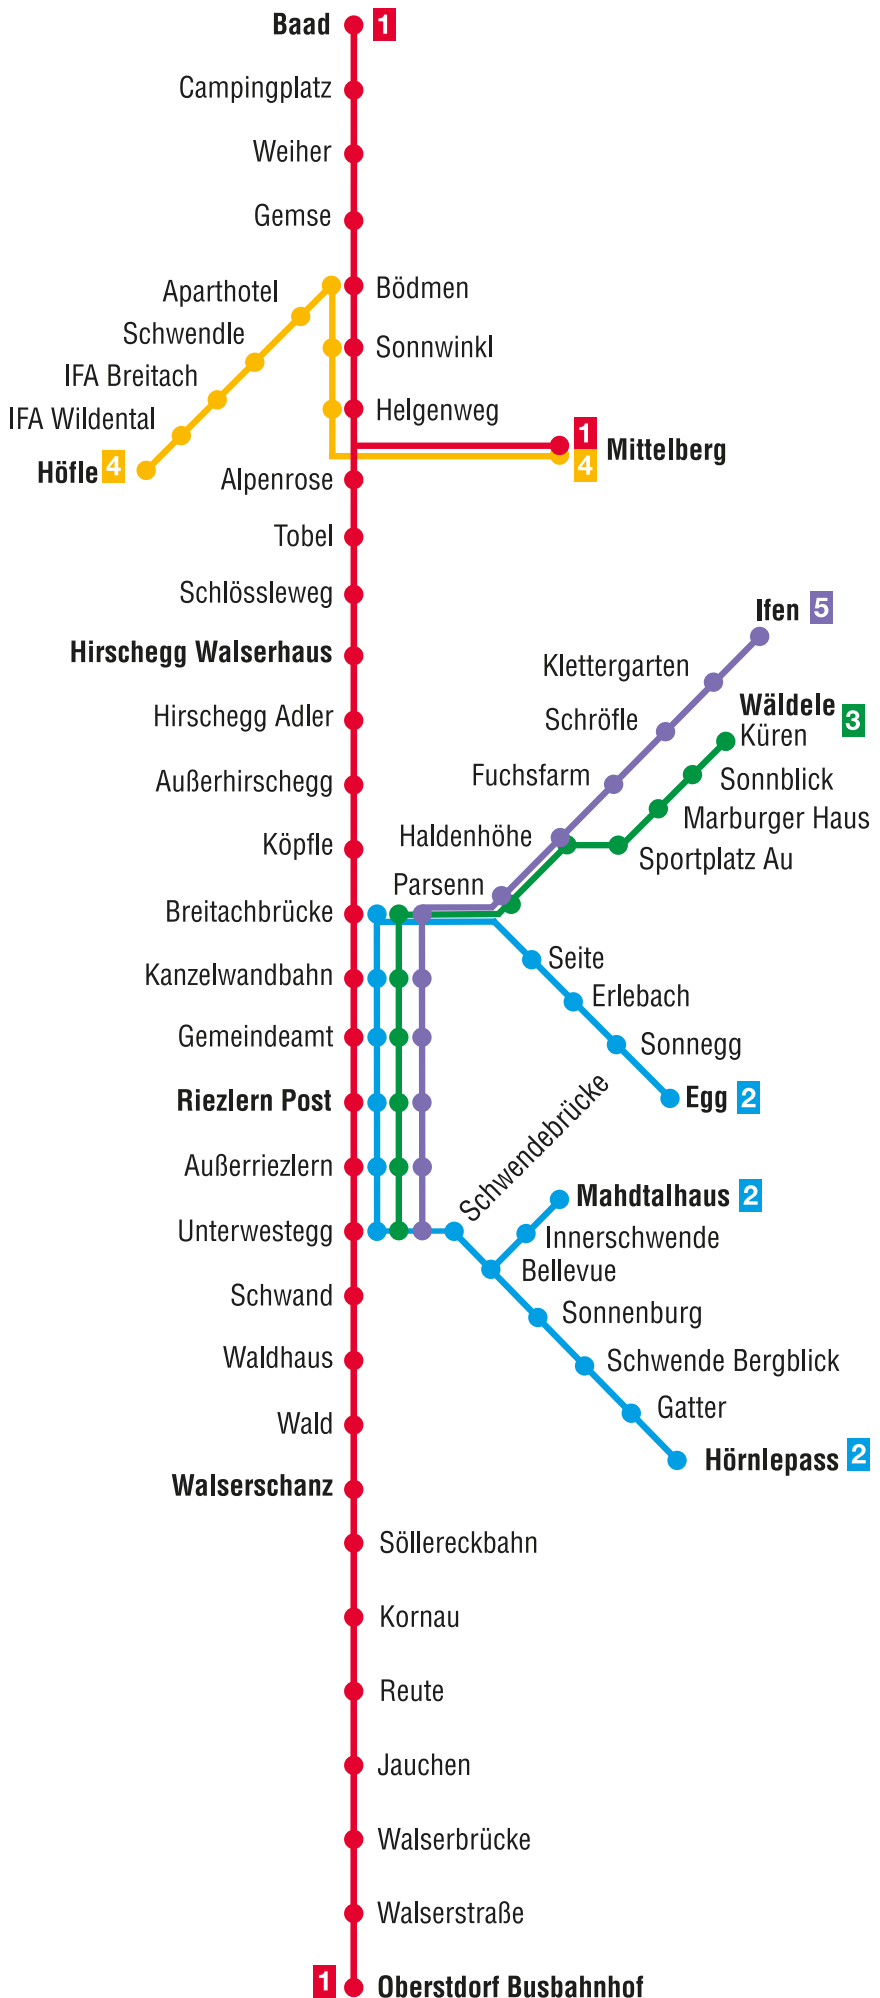 Baad 1
Campingplatz
Weiher
Gemse
Bödmen
Aparthotel
Schwendle
Sonnwinkl
IFA Breitach
Helgenweg
IFA Wildental
1
Mittelberg
4
Höfle 4
Alpenrose
Tobel
Schlössleweg
Ifen 5
Hirschegg Walserhaus
Klettergarten
Wäldele
3
Hirschegg Adler
Schröfle
Küren
Außerhirschegg
Fuchsfarm
Sonnblick
Marburger Haus
Köpfle
Haldenhöhe
Sportplatz Au
Parsenn
Breitachbrücke
Seite
Kanzelwandbahn
Erlebach
Gemeindeamt
Sonnegg
Riezlern Post
Egg 2
Schwendebrücke
Außerriezlern
Mahdtalhaus 2
Unterwestegg
Innerschwende
Bellevue
Schwand
Sonnenburg
Waldhaus
Schwende Bergblick
Wald
Gatter
Hörnlepass 2
Walserschanz
Söllereckbahn
Kornau
Reute
Jauchen
Walserbrücke
Walserstraße
1 Oberstdorf Busbahnhof